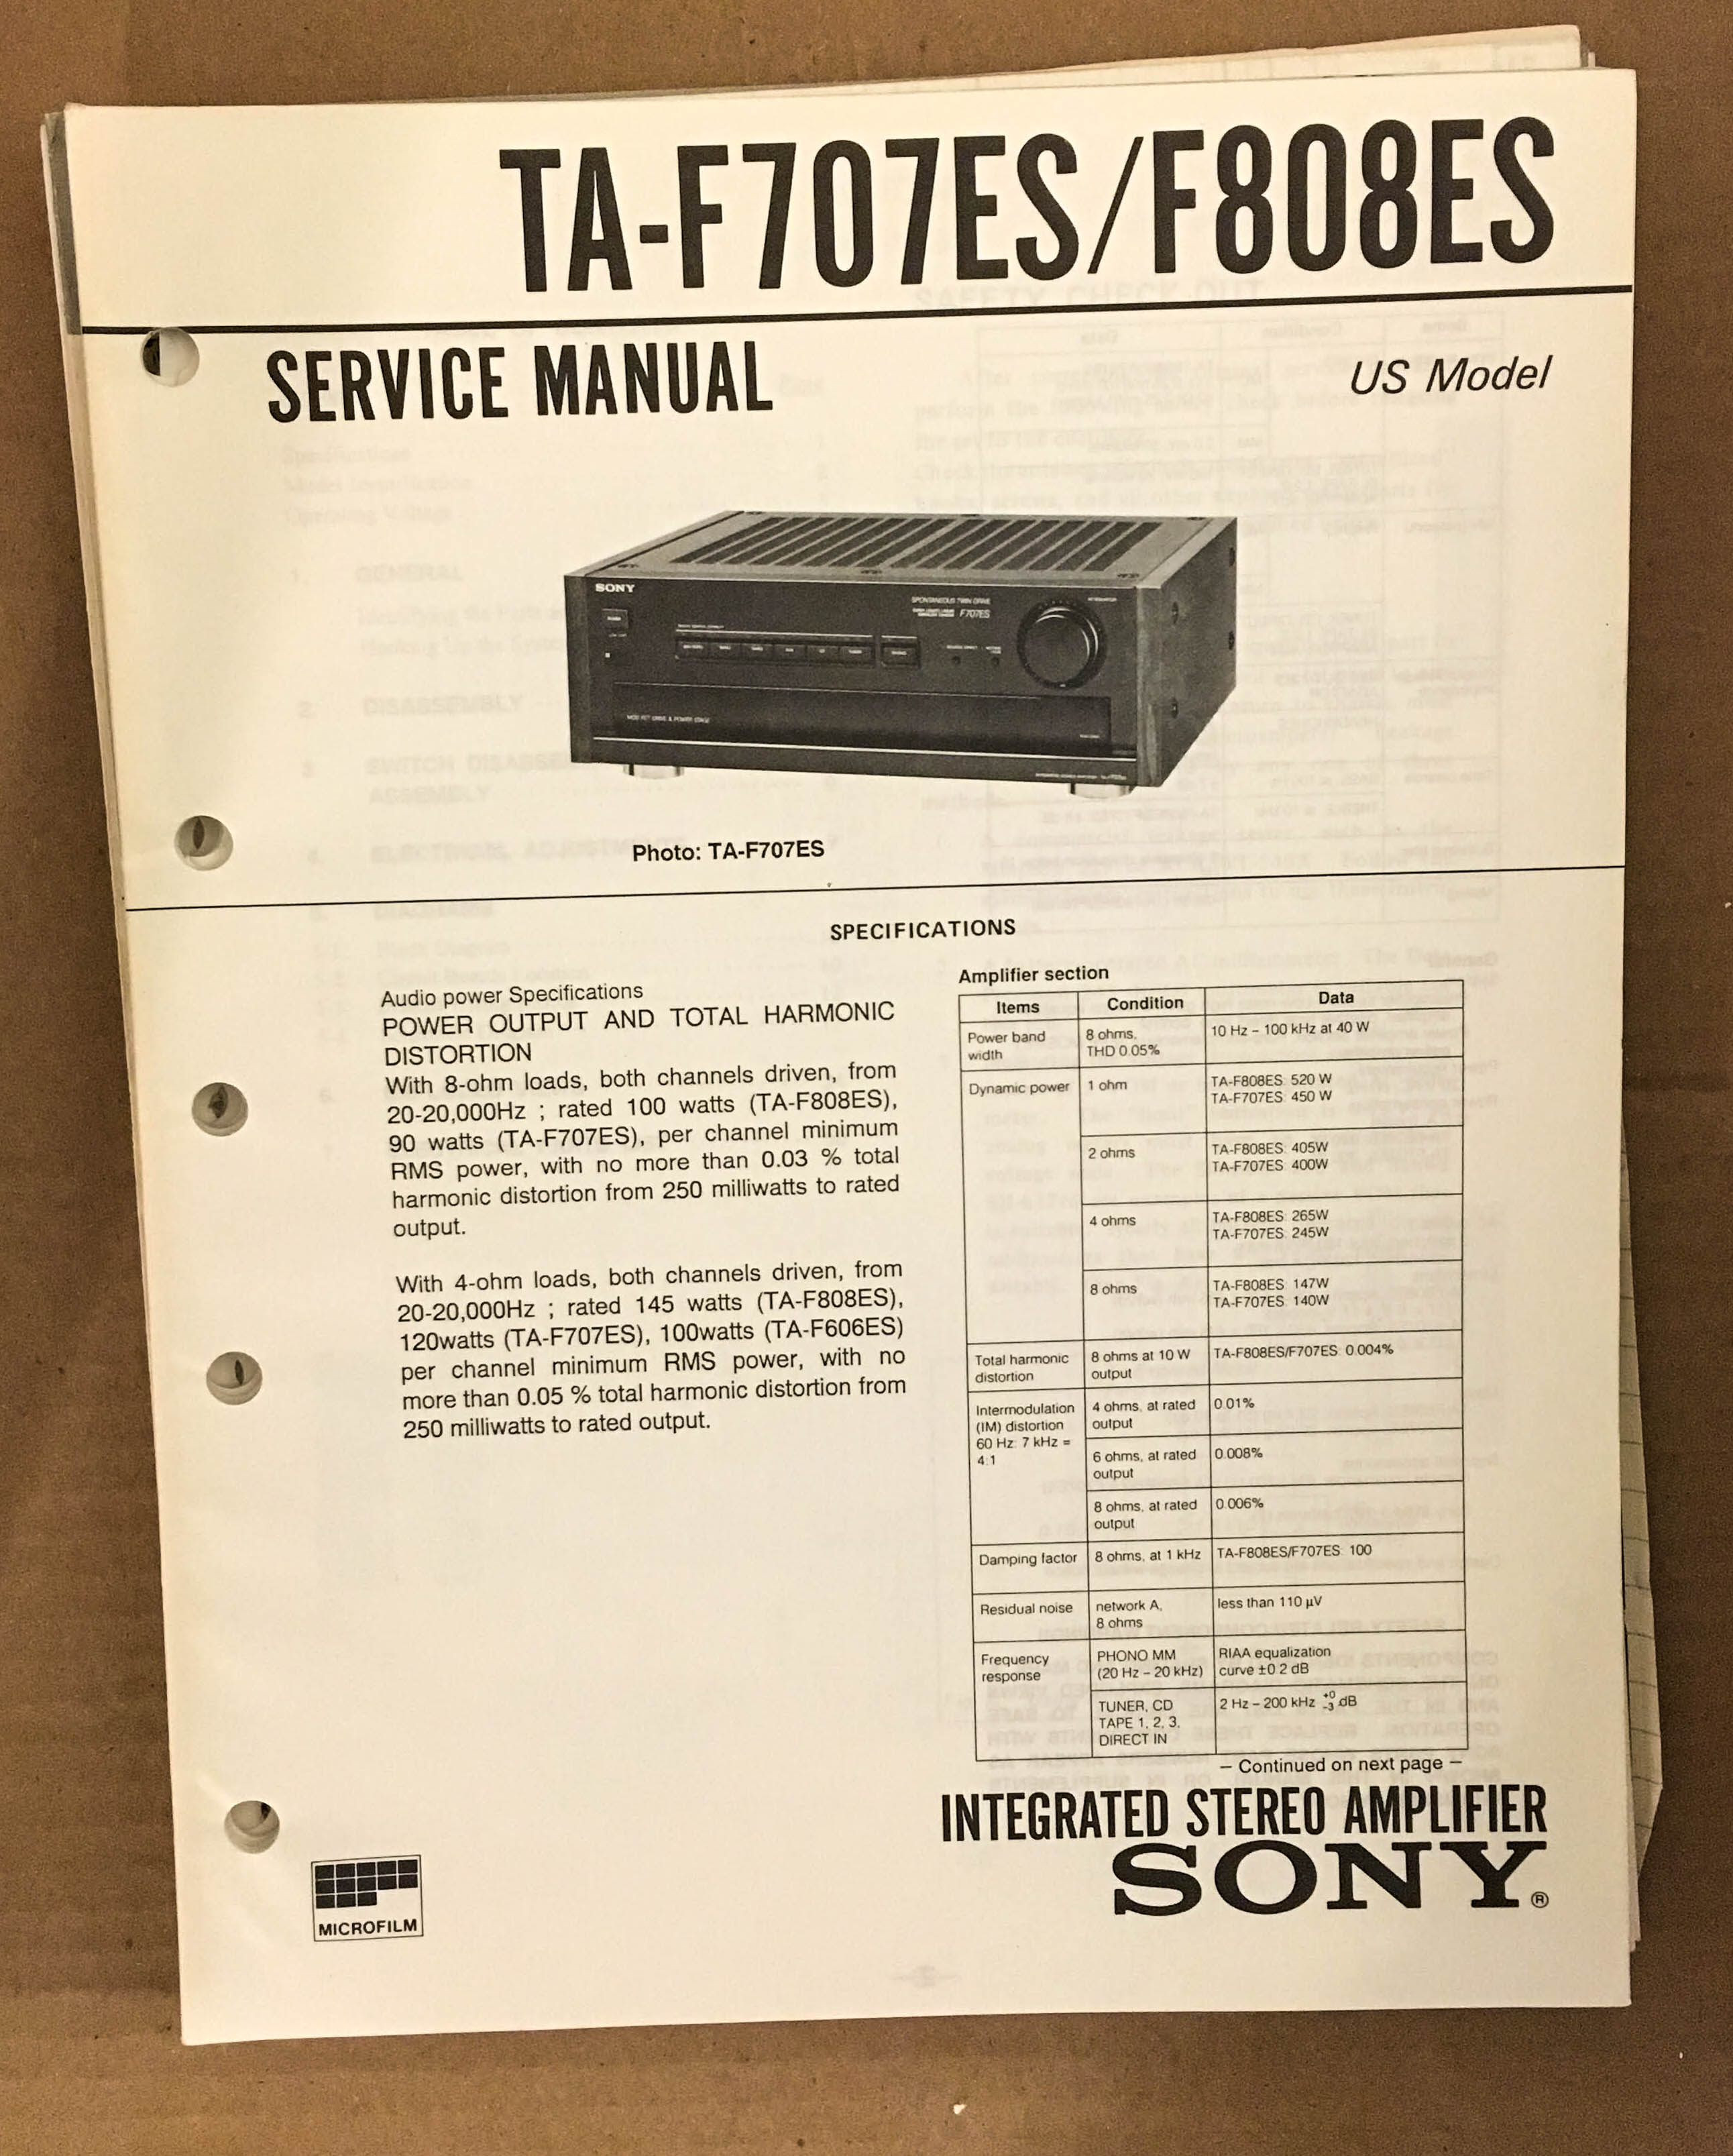 TA-F707ES/F808ES
SERVICE MANUAL
US Model
SONY
SPONTANEOUS TWIN DRIVE
F707ES
MOS FET DRIVE & POWER STAGE
Photo: TA-F707ES
SPECIFICATIONS
Audio power Specifications
POWER OUTPUT AND TOTAL HARMONIC
DISTORTION
With 8-ohm loads, both channels driven, from
20-20,000Hz ; rated 100 watts (TA-F808ES),
90 watts (TA-F707ES), per channel minimum
RMS power, with no more than 0.03 % total
harmonic distortion from 250 milliwatts to rated
output.
With 4-ohm loads, both channels driven, from
20-20,000Hz ; rated 145 watts (TA-F808ES),
120watts (TA-F707ES), 100watts (TA-F606ES)
per channel minimum RMS power, with no
more than 0.05 % total harmonic distortion from
250 milliwatts to rated output.
Amplifier section
Items Condition Data
Power band 8 ohms, 10 Hz – 100 kHz at 40 W
width THD 0.05%
Dynamic power 1 ohm TA-F808ES: 520 W
TA-F707ES: 450 W
2 ohms TA-F808ES: 405W
TA-F707ES: 400W
4 ohms TA-F808ES: 265W
TA-F707ES: 245W
8 ohms TA-F808ES: 147W
TA-F707ES: 140W
Total harmonic 8 ohms at 10 W TA-F808ES/F707ES: 0.004%
distortion output
Intermodulation 4 ohms, at rated 0.01%
(IM) distortion output
60 Hz: 7 kHz =
4:1
6 ohms, at rated 0.008%
output
8 ohms, at rated 0.006%
output
Damping factor 8 ohms, at 1 kHz TA-F808ES/F707ES: 100
Residual noise network A, less than 110 μV
8 ohms
Frequency PHONO MM RIAA equalization
response (20 Hz – 20 kHz) curve ±0.2 dB
TUNER, CD 2 Hz – 200 kHz +0 -3 dB
TAPE 1, 2, 3,
DIRECT IN
– Continued on next page –
INTEGRATED STEREO AMPLIFIER
SONY®
MICROFILM